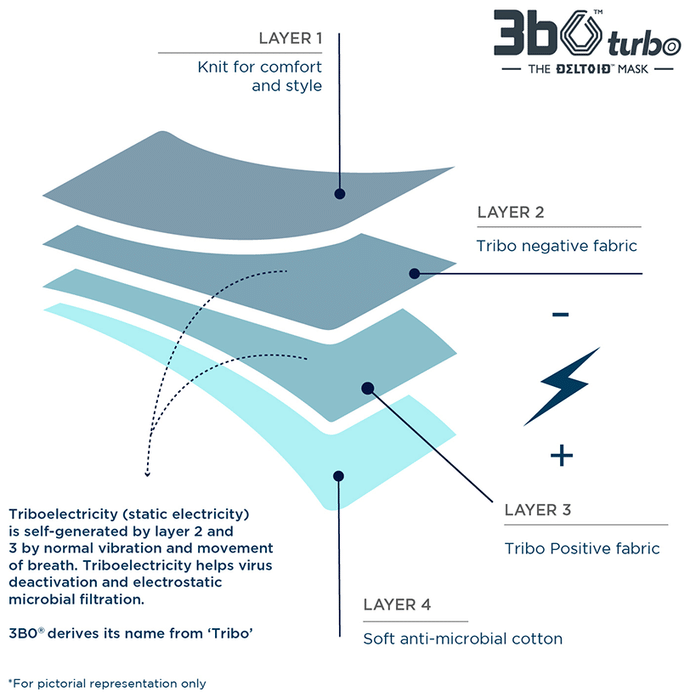 3b0™ turbo
THE DELTOID™ MASK
LAYER 1
Knit for comfort
and style
LAYER 2
Tribo negative fabric
–
+
LAYER 3
Tribo Positive fabric
Triboelectricity (static electricity)
is self-generated by layer 2 and
3 by normal vibration and movement
of breath. Triboelectricity helps virus
deactivation and electrostatic
microbial filtration.
3B0® derives its name from ‘Tribo’
LAYER 4
Soft anti-microbial cotton
*For pictorial representation only